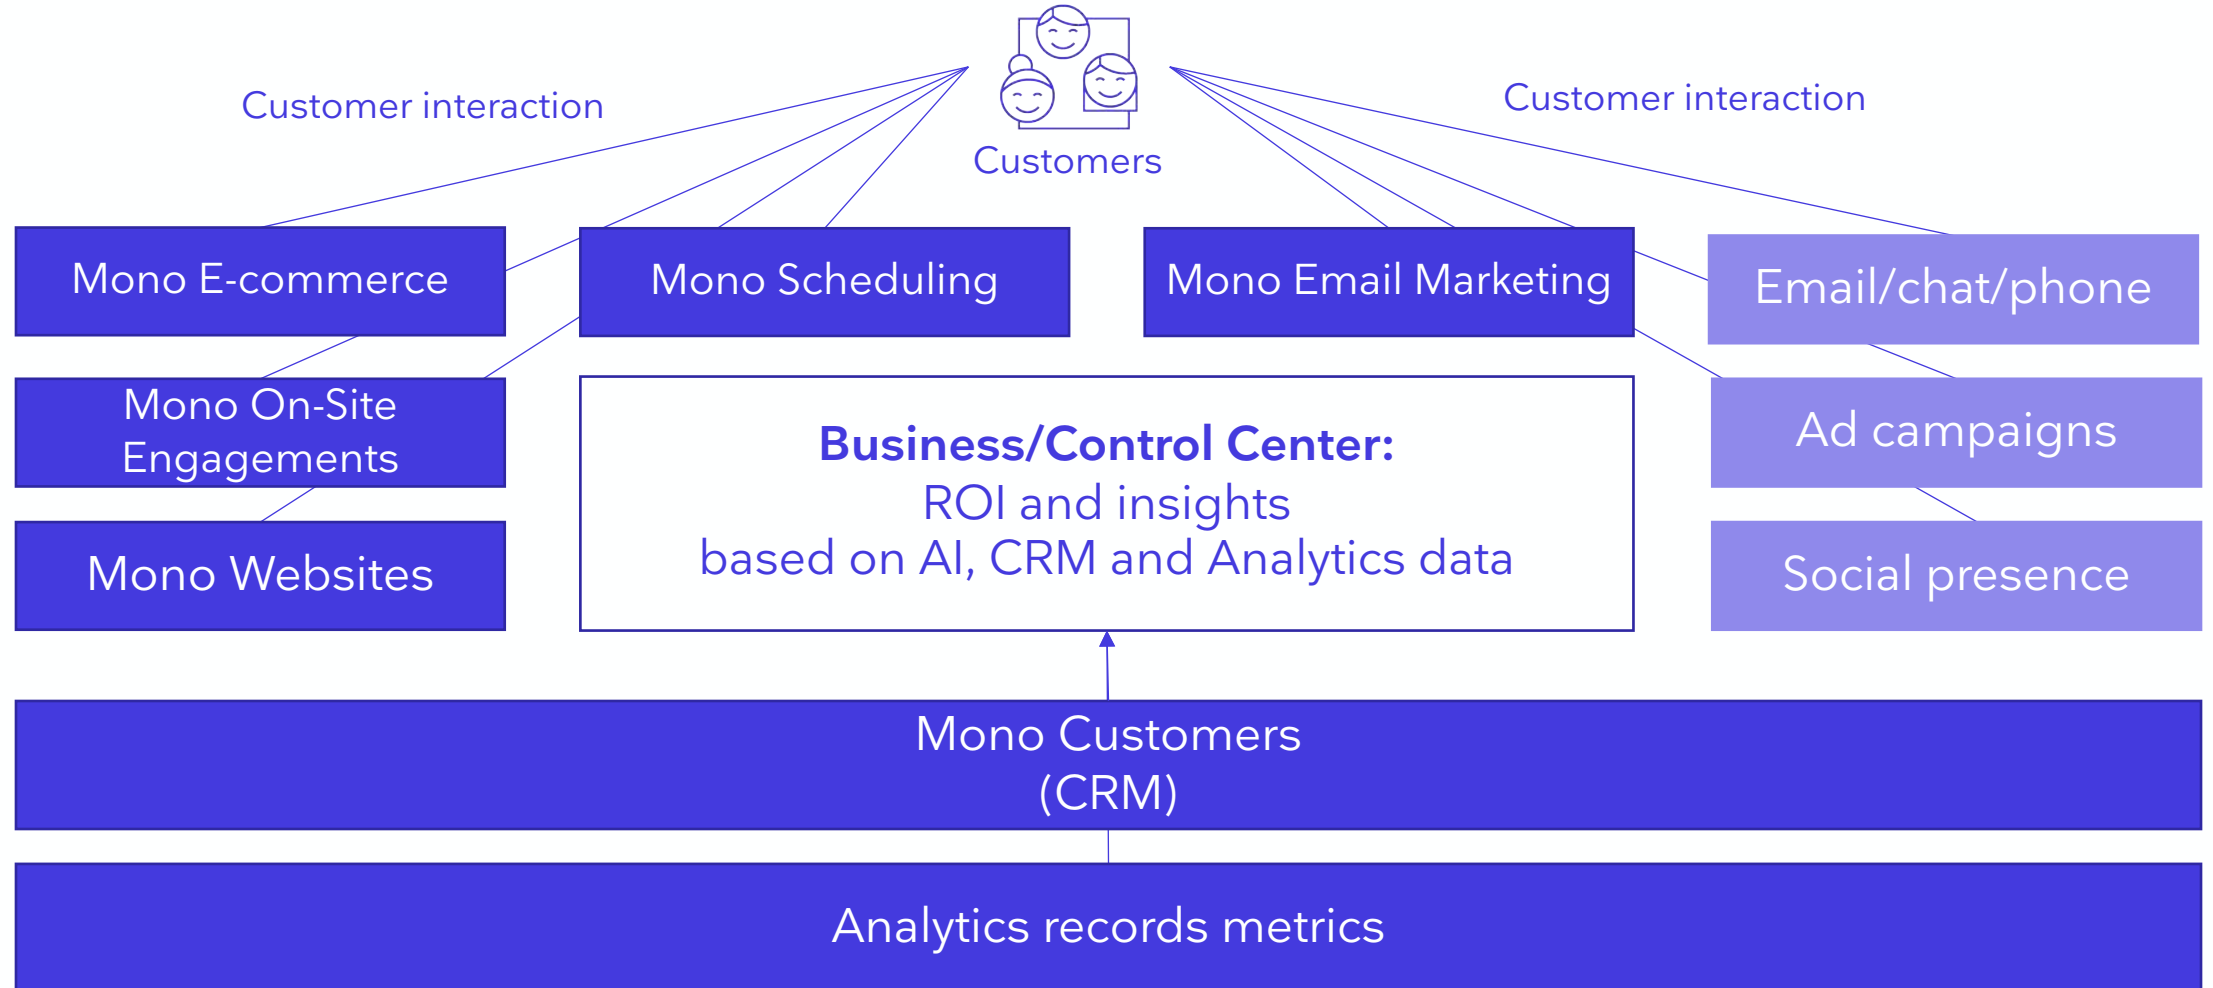 Customer interaction
Customer interaction
Customers
Mono E-commerce
Mono Scheduling
Mono Email Marketing
Email/chat/phone
Mono On-Site
Engagements
Business/Control Center:
ROI and insights
based on AI, CRM and Analytics data
Ad campaigns
Mono Websites
Social presence
Mono Customers
(CRM)
Analytics records metrics